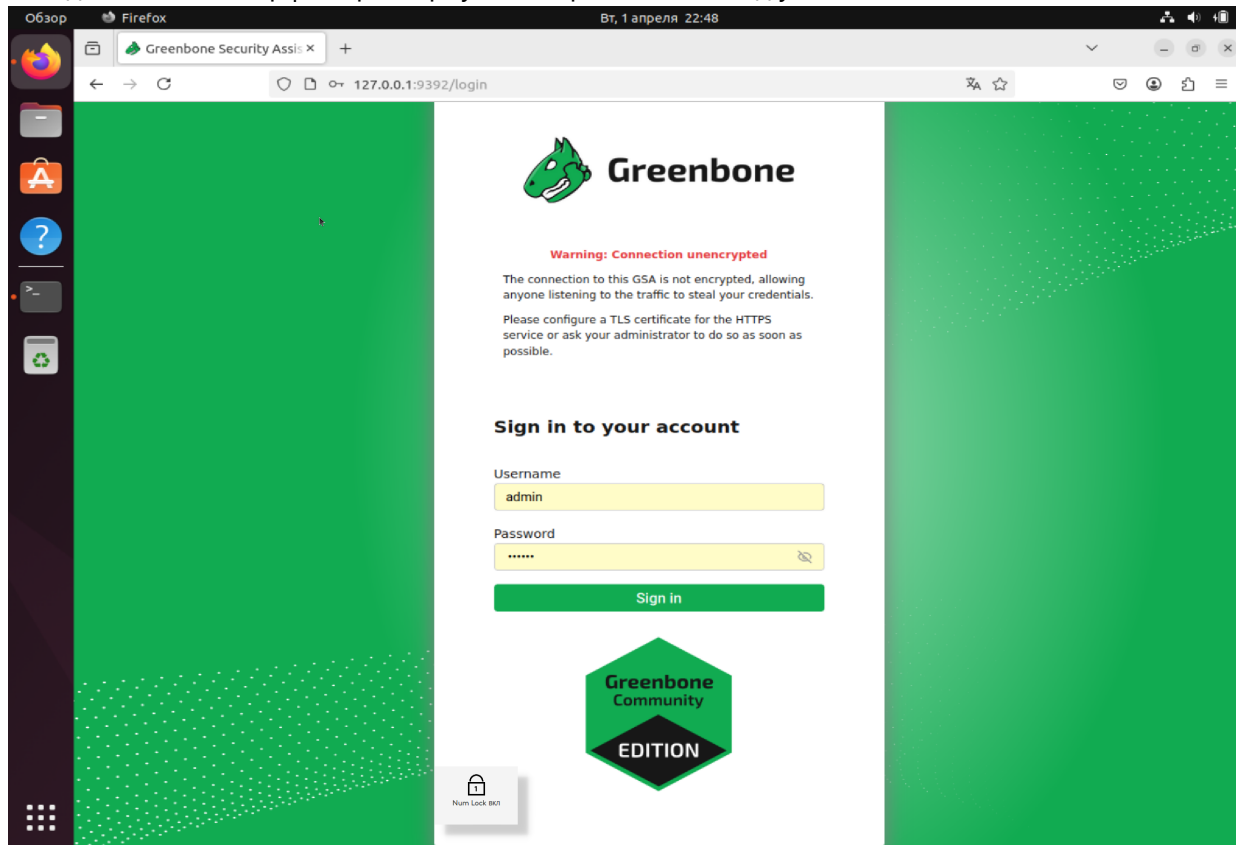 Обзор Firefox Вт, 1 апреля 22:48
Greenbone Security Assis
127.0.0.1:9392/login
Greenbone
Warning: Connection unencrypted
The connection to this GSA is not encrypted, allowing
anyone listening to the traffic to steal your credentials.
Please configure a TLS certificate for the HTTPS
service or ask your administrator to do so as soon as
possible.
Sign in to your account
Username
admin
Password
••••••
Sign in
Greenbone
Community
EDITION
1
Num Lock вкл